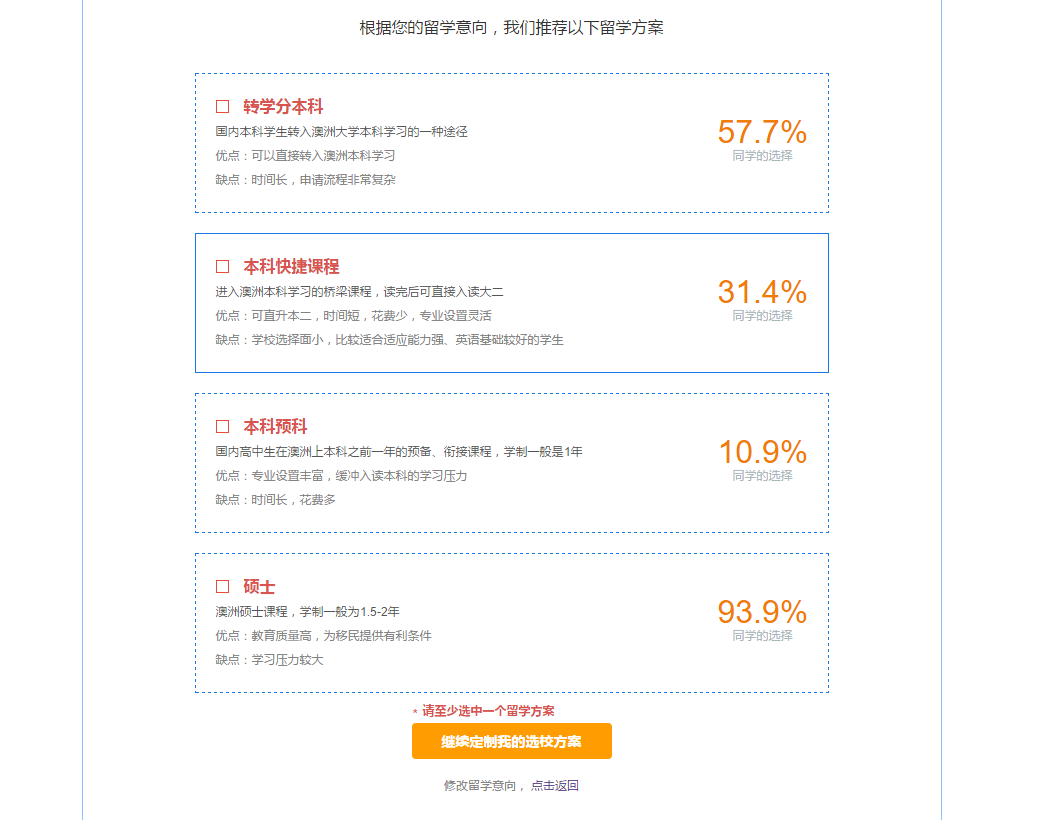 根据您的留学意向，我们推荐以下留学方案
转学分本科
国内本科学生转入澳洲大学本科学习的一种途径
优点：可以直接转入澳洲本科学习
缺点：时间长，申请流程非常复杂
57.7%
同学的选择
本科快捷课程
进入澳洲本科学习的桥梁课程，读完后可直接入读大二
优点：可直升本二，时间短，花费少，专业设置灵活
缺点：学校选择面小，比较适合适应能力强、英语基础较好的学生
31.4%
同学的选择
本科预科
国内高中生在澳洲上本科之前一年的预备、衔接课程，学制一般是1年
优点：专业设置丰富，缓冲入读本科的学习压力
缺点：时间长，花费多
10.9%
同学的选择
硕士
澳洲硕士课程，学制一般为1.5-2年
优点：教育质量高，为移民提供有利条件
缺点：学习压力较大
93.9%
同学的选择
* 请至少选中一个留学方案
继续定制我的选校方案
修改留学意向， 点击返回